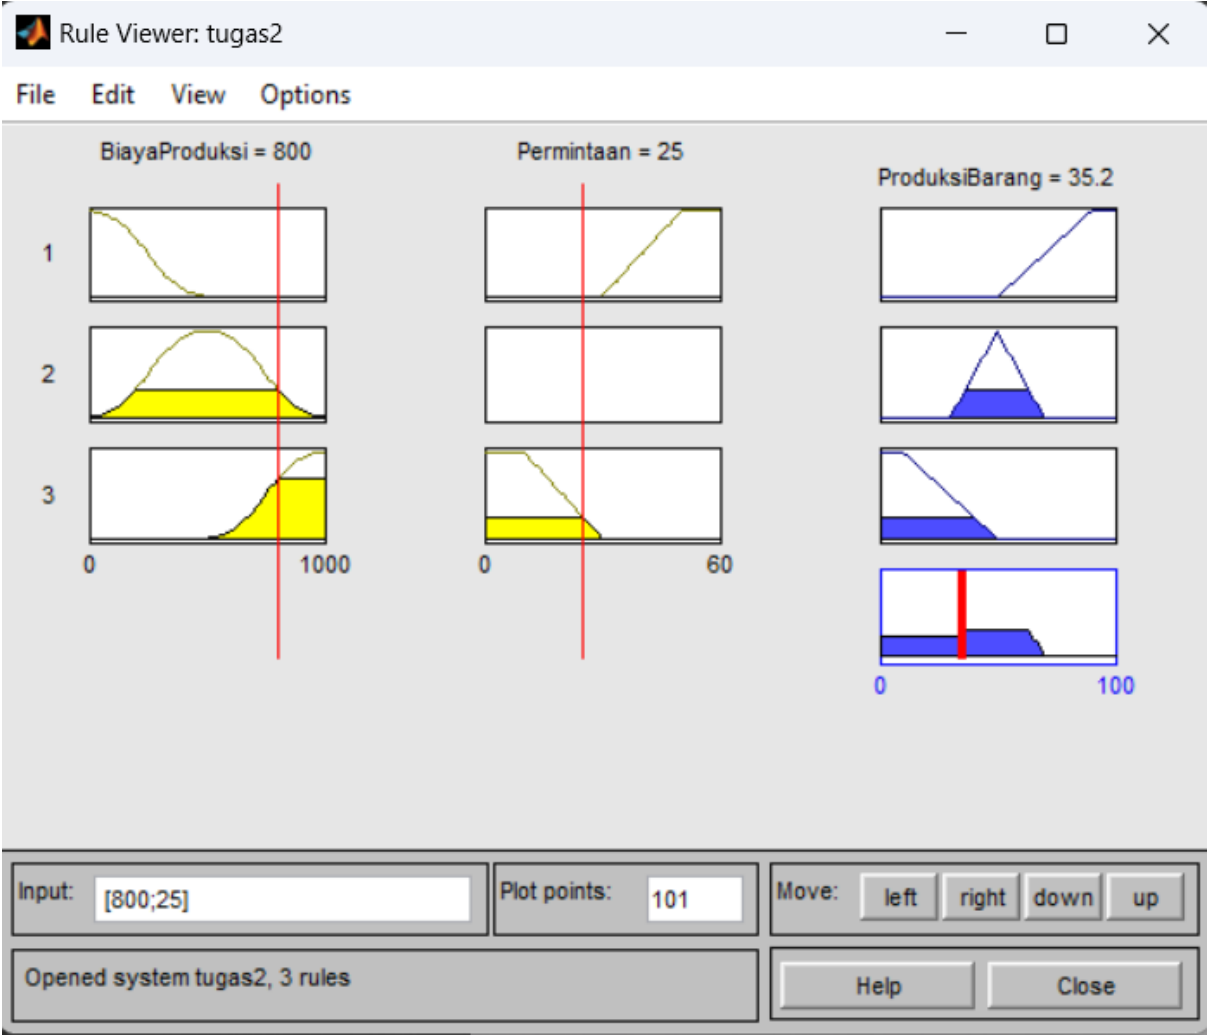 Rule Viewer: tugas2
File Edit View Options
BiayaProduksi = 800
Permintaan = 25
ProduksiBarang = 35.2
1
2
3
0 1000
0 60
0 100
Input: [800;25]
Plot points: 101
Move: left right down up
Opened system tugas2, 3 rules
Help Close